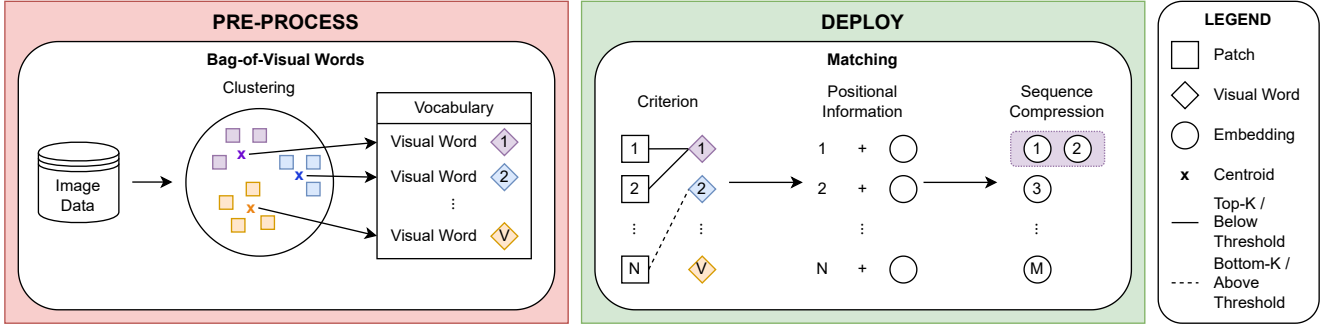 PRE-PROCESS
Bag-of-Visual Words
Clustering
Image
Data
x
x
x
Vocabulary
Visual Word 1
Visual Word 2
⋮
Visual Word V
DEPLOY
Matching
Criterion
1 1
2 2
⋮ ⋮
N V
Positional
Information
1 +
2 +
⋮
N +
Sequence
Compression
1 2
3
⋮
M
LEGEND
Patch
Visual Word
Embedding
x Centroid
Top-K /
Below
Threshold
Bottom-K /
Above
Threshold